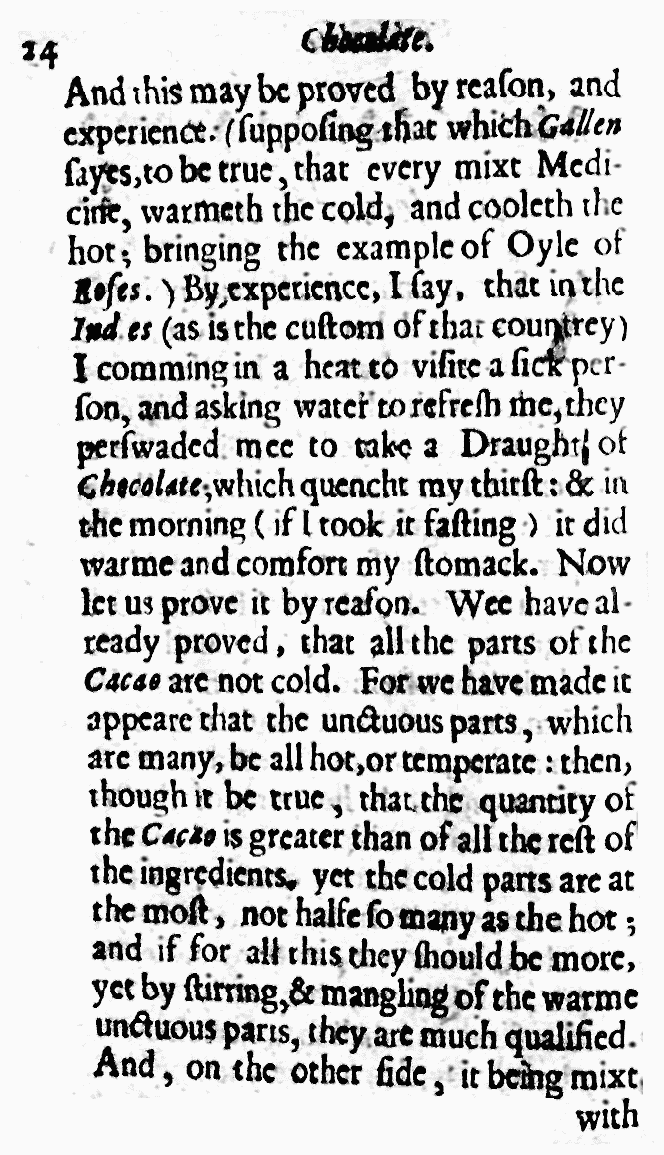 24
Chocolate.
And this may be proved by reaſon, and
experience. (ſuppoſing that which Gallen
ſayes, to be true, that every mixt Medi-
cine, warmeth the cold, and cooleth the
hot; bringing the example of Oyle of
Roſes. ) By experience, I ſay, that in the
Indes (as is the cuſtom of that countrey)
I comming in a heat to viſite a ſick per-
ſon, and asking water to refreſh me, they
perſwaded mee to take a Draught of
Chocolate; which quencht my thirſt: & in
the morning ( if I took it faſting ) it did
warme and comfort my ſtomack. Now
let us prove it by reaſon. Wee have al-
ready proved, that all the parts of the
Cacao are not cold. For we have made it
appeare that the unctuous parts, which
are many, be all hot, or temperate: then,
though it be true, that the quantity of
the Cacao is greater than of all the reſt of
the ingredients, yet the cold parts are at
the moſt, not halfe ſo many as the hot;
and if for all this they ſhould be more,
yet by ſtirring, & mangling of the warme
unctuous parts, they are much qualified.
And, on the other ſide, it being mixt
with